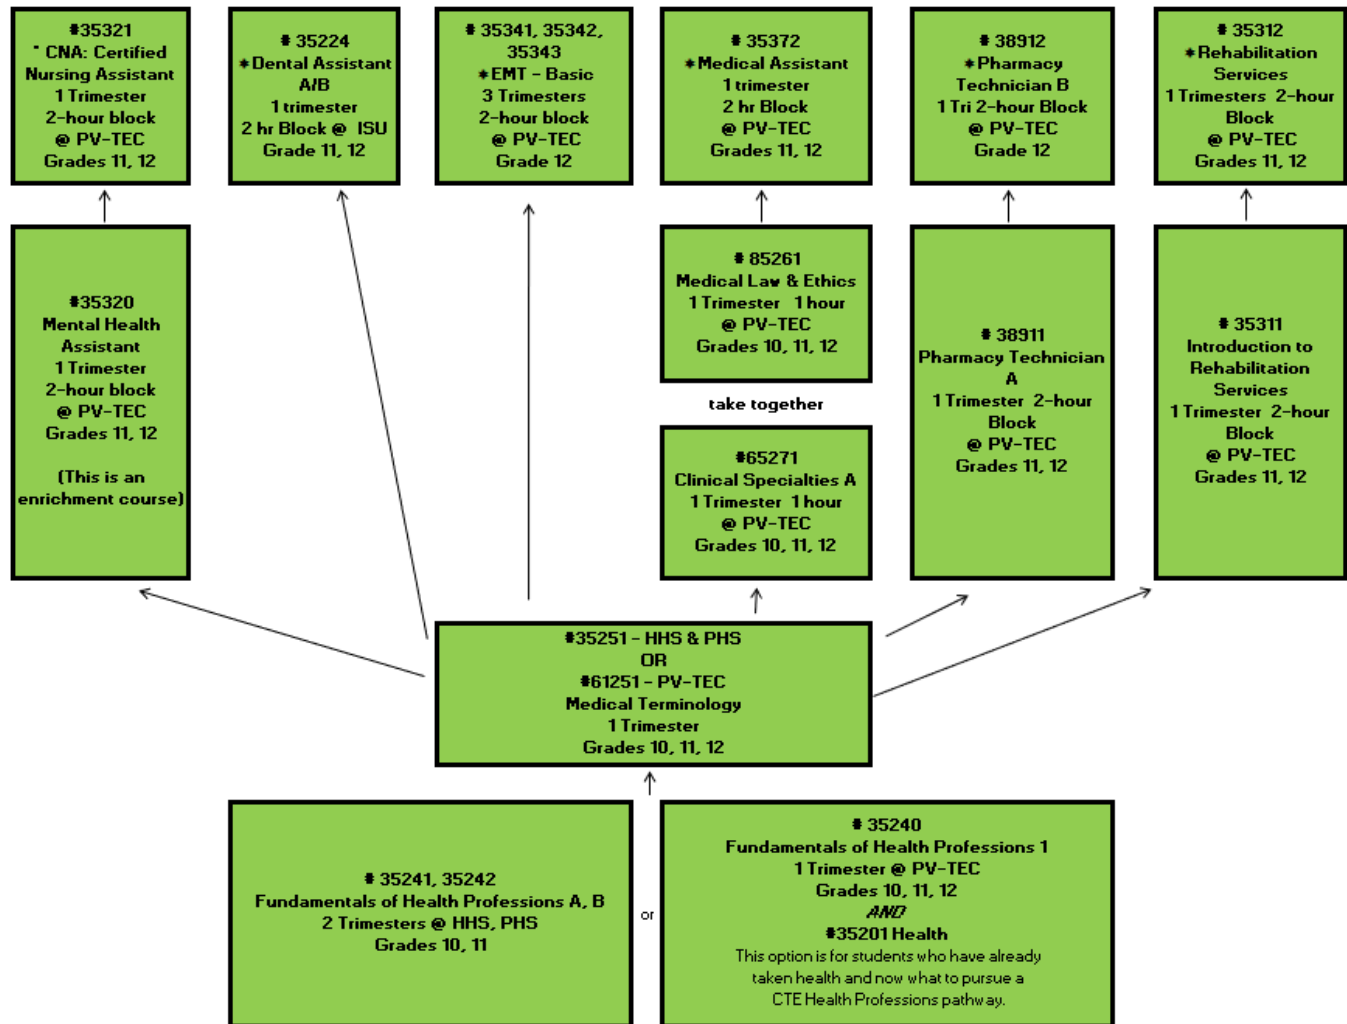 #35321
* CNA: Certified
Nursing Assistant
1 Trimester
2-hour block
@ PV-TEC
Grades 11, 12
# 35224
*Dental Assistant
A/B
1 trimester
2 hr Block @ ISU
Grade 11, 12
# 35341, 35342,
35343
*EMT - Basic
3 Trimesters
2-hour block
@ PV-TEC
Grade 12
# 35372
*Medical Assistant
1 trimester
2 hr Block
@ PV-TEC
Grades 11, 12
# 38912
*Pharmacy
Technician B
1 Tri 2-hour Block
@ PV-TEC
Grade 12
# 35312
*Rehabilitation
Services
1 Trimesters 2-hour
Block
@ PV-TEC
Grades 11, 12
#35320
Mental Health
Assistant
1 Trimester
2-hour block
@ PV-TEC
Grades 11, 12
(This is an
enrichment course)
# 85261
Medical Law & Ethics
1 Trimester 1 hour
@ PV-TEC
Grades 10, 11, 12
take together
#65271
Clinical Specialties A
1 Trimester 1 hour
@ PV-TEC
Grades 10, 11, 12
# 38911
Pharmacy Technician
A
1 Trimester 2-hour
Block
@ PV-TEC
Grades 11, 12
# 35311
Introduction to
Rehabilitation
Services
1 Trimester 2-hour
Block
@ PV-TEC
Grades 11, 12
#35251 - HHS & PHS
OR
#61251 - PV-TEC
Medical Terminology
1 Trimester
Grades 10, 11, 12
# 35241, 35242
Fundamentals of Health Professions A, B
2 Trimesters @ HHS, PHS
Grades 10, 11
or
# 35240
Fundamentals of Health Professions 1
1 Trimester @ PV-TEC
Grades 10, 11, 12
AND
#35201 Health
This option is for students who have already
taken health and now what to pursue a
CTE Health Professions pathway.